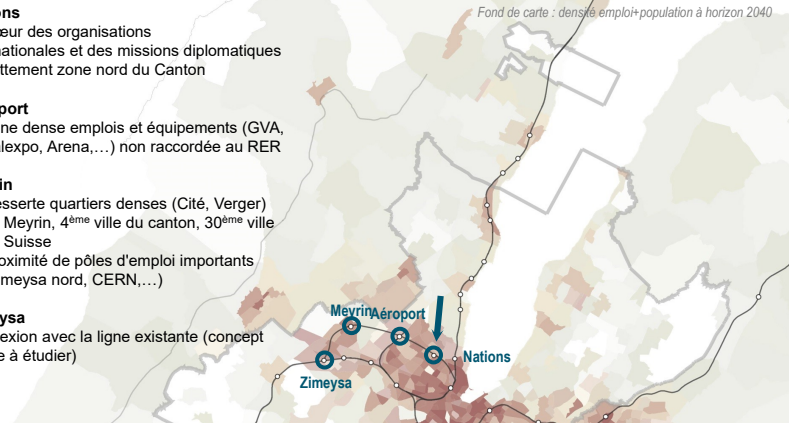 Fond de carte : densité emploi+population à horizon 2040
ons
œur des organisations
nationales et des missions diplomatiques
ttement zone nord du Canton
port
ne dense emplois et équipements (GVA,
alexpo, Arena,…) non raccordée au RER
in
esserte quartiers denses (Cité, Verger)
Meyrin, 4ème ville du canton, 30ème ville
Suisse
oximité de pôles d'emploi importants
meysa nord, CERN,…)
ysa
exion avec la ligne existante (concept
e à étudier)
Meyrin
Aéroport
Nations
Zimeysa